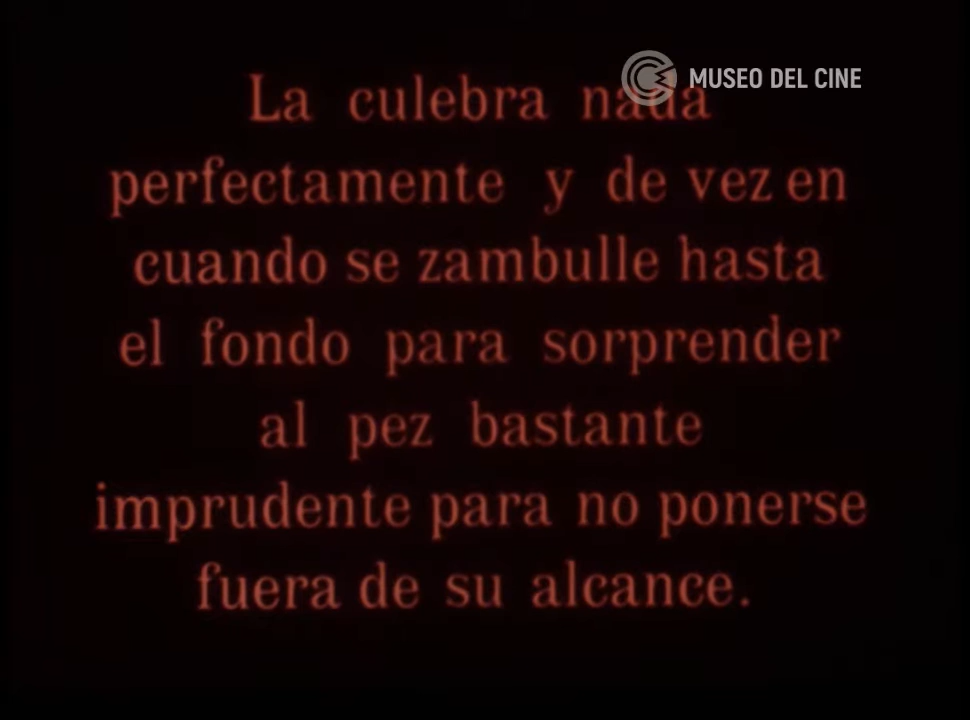 MUSEO DEL CINE
La culebra nada
perfectamente y de vez en
cuando se zambulle hasta
el fondo para sorprender
al pez bastante
imprudente para no ponerse
fuera de su alcance.